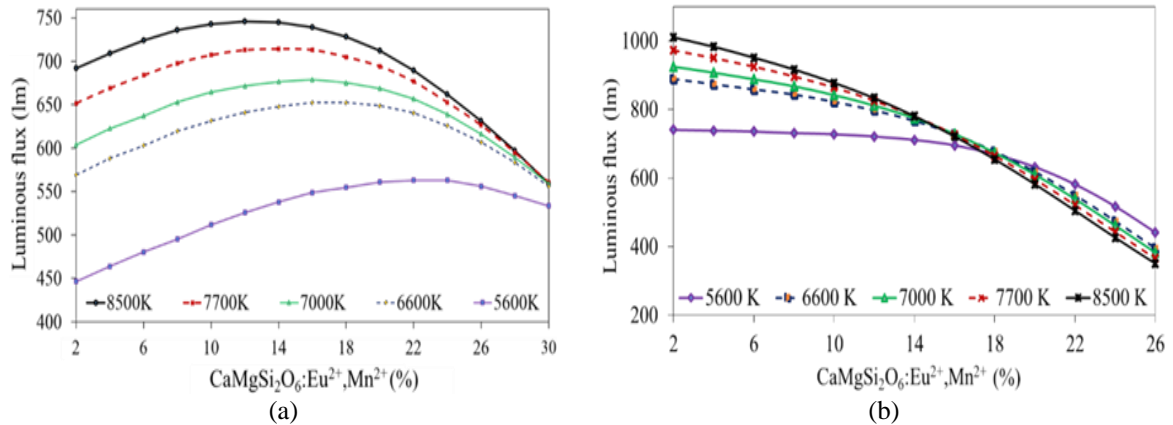 750
700
650
600
550
500
450
400
Luminous flux (lm)
8500K 7700K 7000K 6600K 5600K
2 6 10 14 18 22 26 30
CaMgSi₂O₆:Eu²⁺,Mn²⁺ (%)
(a)
1000
800
600
400
200
Luminous flux (lm)
5600 K 6600 K 7000 K 7700 K 8500 K
2 6 10 14 18 22 26
CaMgSi₂O₆:Eu²⁺,Mn²⁺ (%)
(b)